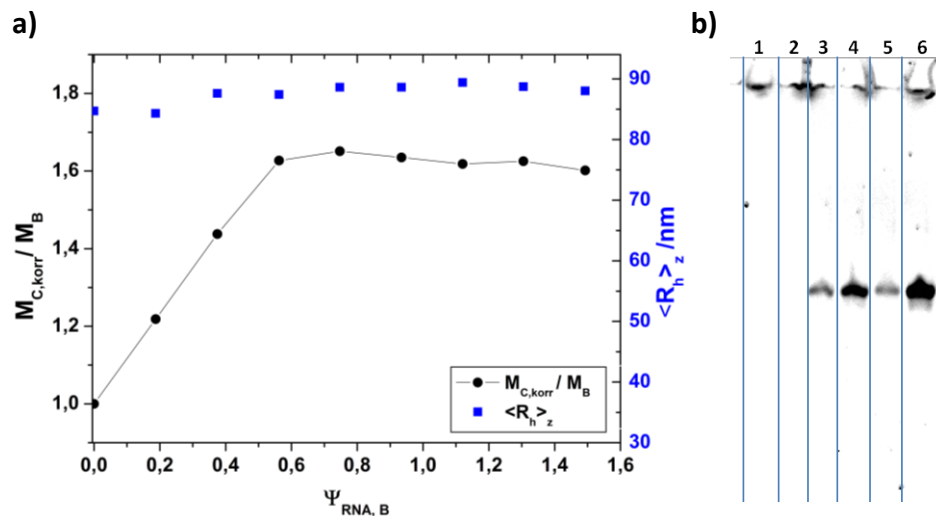 a)
b)
1 2 3 4 5 6
1,8
1,6
1,4
1,2
1,0
M_C,korr / M_B
90
80
70
60
50
40
30
<R_h>_z /nm
M_C,korr / M_B
<R_h>_z
0,0 0,2 0,4 0,6 0,8 1,0 1,2 1,4 1,6
Ψ_RNA, B